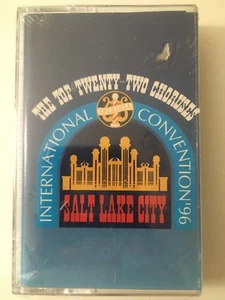 THE TOP TWENTY-TWO CHORUSES
INTERNATIONAL CONVENTION '96
SALT LAKE CITY